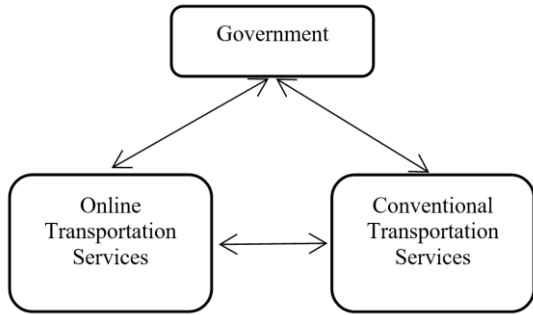 Government
Online
Transportation
Services
Conventional
Transportation
Services